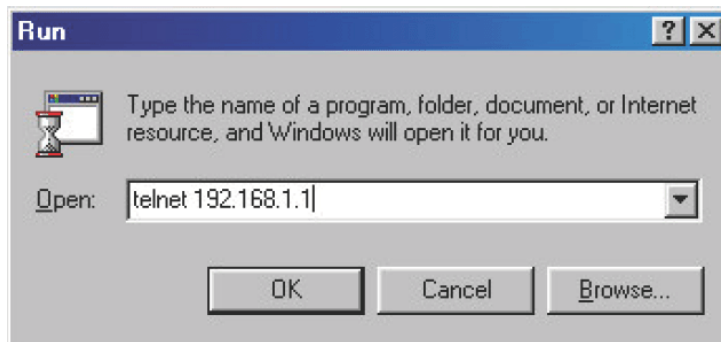 Run
Type the name of a program, folder, document, or Internet
resource, and Windows will open it for you.
Open: telnet 192.168.1.1
OK Cancel Browse...